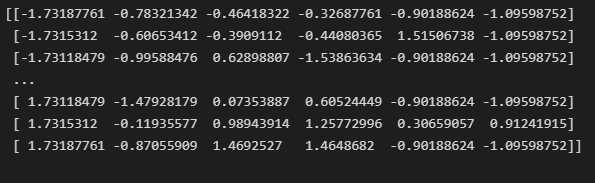 [[-1.73187761 -0.78321342 -0.46418322 -0.32687761 -0.90188624 -1.09598752]
[-1.7315312 -0.60653412 -0.3909112 -0.44080365 1.51506738 -1.09598752]
[-1.73118479 -0.99588476 0.62898807 -1.53863634 -0.90188624 -1.09598752]
...
[ 1.73118479 -1.47928179 0.07353887 0.60524449 -0.90188624 -1.09598752]
[ 1.7315312 -0.11935577 0.98943914 1.25772996 0.30659057 0.91241915]
[ 1.73187761 -0.87055909 1.4692527 1.4648682 -0.90188624 -1.09598752]]